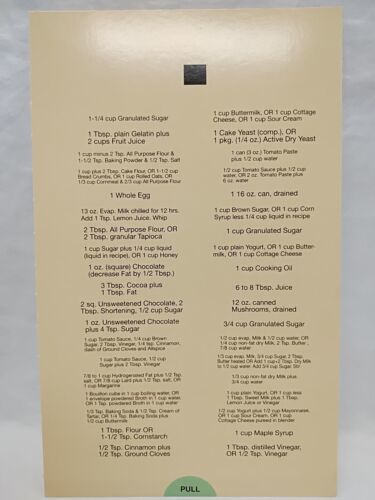 1-1/4 cup Granulated Sugar
1 Tbsp. plain Gelatin plus
2 cups Fruit Juice
1 cup minus 2 Tsp. All Purpose Flour &
1-1/2 Tsp. Baking Powder & 1/2 Tsp. Salt
1 cup plus 2 Tbsp. Cake Flour, OR 1-1/2 cup
Bread Crumbs, OR 1 cup Rolled Oats, OR
1/3 cup Cornmeal & 2/3 cup All Purpose Flour
1 Whole Egg
13 oz. Evap. Milk chilled for 12 hrs.
Add 1 Tsp. Lemon Juice. Whip
2 Tbsp. All Purpose Flour, OR
2 Tbsp. granular Tapioca
1 cup Sugar plus 1/4 cup liquid
(liquid in recipe), OR 1 cup Honey
1 oz. (square) Chocolate
(decrease Fat by 1/2 Tbsp.)
3 Tbsp. Cocoa plus
1 Tbsp. Fat
2 sq. Unsweetened Chocolate, 2
Tbsp. Shortening, 1/2 cup Sugar
1 oz. Unsweetened Chocolate
plus 4 Tsp. Sugar
1 cup Tomato Sauce, 1/4 cup Brown
Sugar, 2 Tbsp. Vinegar, 1/4 tsp. Cinnamon,
dash of Ground Cloves and Allspice
1 cup Tomato Sauce, 1/2 cup
Sugar plus 2 Tbsp. Vinegar
7/8 to 1 cup Hydrogenated Fat plus 1/2 Tsp.
salt, OR 7/8 cup Lard plus 1/2 Tsp. salt, OR
1 cup Margarine
1 Bouillon cube in 1 cup boiling water, OR
1 envelope powdered Broth in 1 cup water,
OR 1 Tsp. powdered Broth in 1 cup water
1/3 Tsp. Baking Soda & 1/2 Tsp. Cream of
Tartar, OR 1/4 Tsp. Baking Soda plus
1/2 cup Buttermilk
1 Tbsp. Flour OR
1-1/2 Tsp. Cornstarch
1/2 Tsp. Cinnamon plus
1/2 Tsp. Ground Cloves
1 cup Buttermilk, OR 1 cup Cottage
Cheese, OR 1 cup Sour Cream
1 Cake Yeast (comp.), OR
1 pkg. (1/4 oz.) Active Dry Yeast
1 can (3 oz.) Tomato Paste
plus 1/2 cup water
1/2 cup Tomato Sauce plus 1/2 cup
water, OR 2 oz. Tomato Paste plus
6 oz. water
1 16 oz. can, drained
1 cup Brown Sugar, OR 1 cup Corn
Syrup less 1/4 cup liquid in recipe
1 cup Granulated Sugar
1 cup plain Yogurt, OR 1 cup Butter-
milk, OR 1 cup Cottage Cheese
1 cup Cooking Oil
6 to 8 Tbsp. Juice
12 oz. canned
Mushrooms, drained
3/4 cup Granulated Sugar
1/2 cup evap. Milk & 1/2 cup water, OR
1/4 cup non-fat dry milk, 2 Tsp. Butter,
7/8 cup water
1/3 cup evap. Milk, 3/4 cup Sugar, 2 Tbsp.
Butter heated OR Add 1 cup+2 Tbsp. Dry Milk
to 1/2 cup water. Add 3/4 cup Sugar. Stir
1/3 cup non-fat dry Milk plus
3/4 cup water
1 cup plain Yogurt, OR 1 cup less
1 Tbsp. Sweet Milk plus 1 Tbsp.
Lemon Juice or Vinegar
1/2 cup Yogurt plus 1/2 cup Mayonnaise,
OR 1 cup Sour Cream, OR 1 cup
Cottage Cheese pureed in blender
1 cup Maple Syrup
1 Tbsp. distilled Vinegar,
OR 1/2 Tsp. Vinegar
PULL